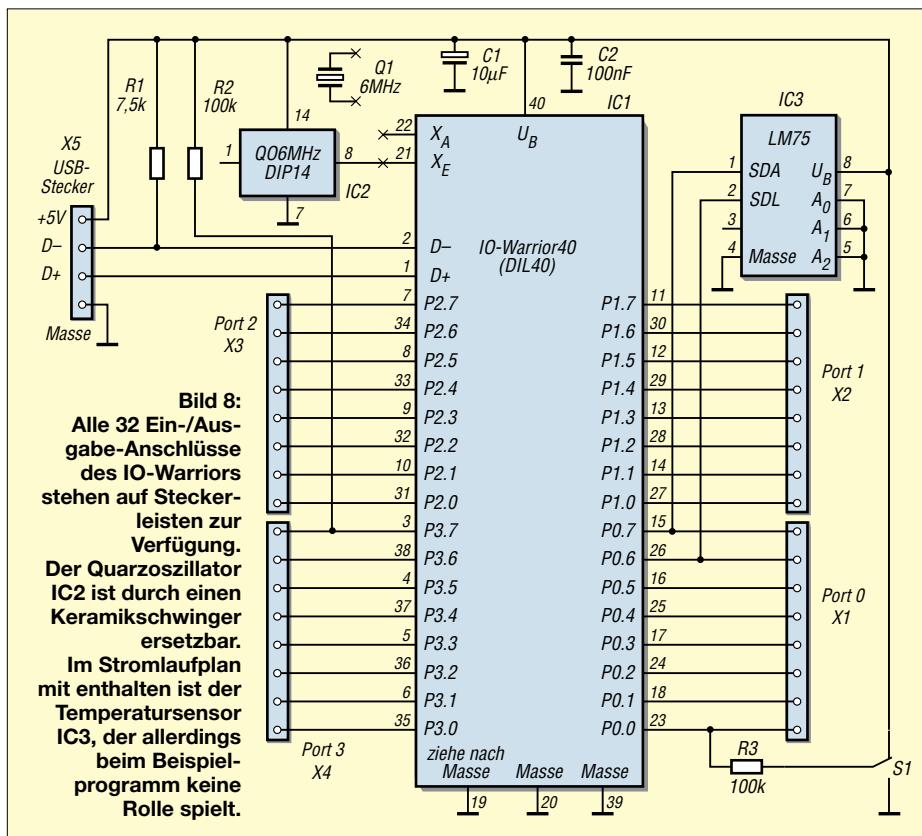 R1
7,5k
R2
100k
Q1
6MHz
C1
10µF
C2
100nF
X5
USB-
Stecker
+5V
D–
D+
Masse
14
1
QO6MHz
DIP14
8
IC2
7
40
IC1
22
X_A
U_B
21
X_E
IO-Warrior40
(DIL40)
2
D–
1
D+
7
P2.7
34
P2.6
8
P2.5
33
P2.4
9
P2.3
32
P2.2
10
P2.1
31
P2.0
3
P3.7
38
P3.6
4
P3.5
37
P3.4
5
P3.3
36
P3.2
6
P3.1
35
P3.0
ziehe nach
Masse
Masse
Masse
19
20
39
P1.7
11
P1.6
30
P1.5
12
P1.4
29
P1.3
13
P1.2
28
P1.1
14
P1.0
27
P0.7
15
P0.6
26
P0.5
16
P0.4
25
P0.3
17
P0.2
24
P0.1
18
P0.0
23
IC3
LM75
1
SDA
2
SDL
3
4
Masse
U_B
8
A_0
7
A_1
6
A_2
5
Port 1
X2
Port 0
X1
R3
100k
S1
Port 2
X3
Port 3
X4
Bild 8:
Alle 32 Ein-/Aus-
gabe-Anschlüsse
des IO-Warriors
stehen auf Stecker-
leisten zur
Verfügung.
Der Quarzoszillator
IC2 ist durch einen
Keramikschwinger
ersetzbar.
Im Stromlaufplan
mit enthalten ist der
Temperatursensor
IC3, der allerdings
beim Beispiel-
programm keine
Rolle spielt.